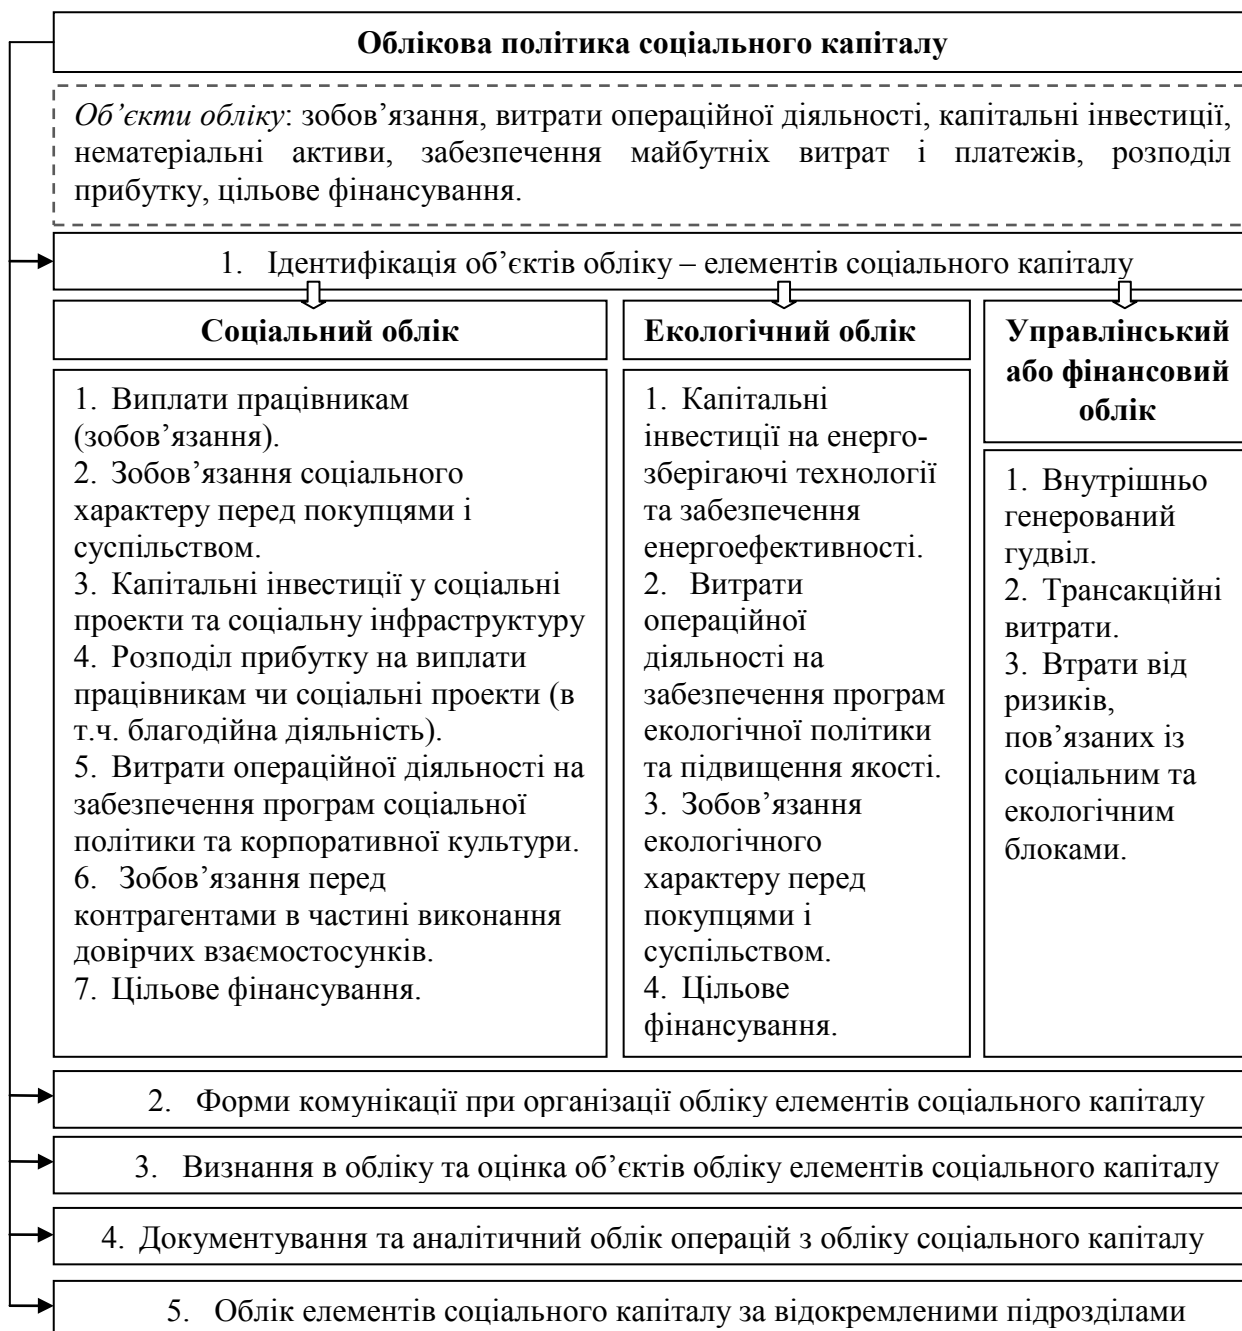 Облікова політика соціального капіталу
Об’єкти обліку: зобов’язання, витрати операційної діяльності, капітальні інвестиції,
нематеріальні активи, забезпечення майбутніх витрат і платежів, розподіл
прибутку, цільове фінансування.
1. Ідентифікація об’єктів обліку – елементів соціального капіталу
Соціальний облік
1. Виплати працівникам
(зобов’язання).
2. Зобов’язання соціального
характеру перед покупцями і
суспільством.
3. Капітальні інвестиції у соціальні
проекти та соціальну інфраструктуру
4. Розподіл прибутку на виплати
працівникам чи соціальні проекти (в
т.ч. благодійна діяльність).
5. Витрати операційної діяльності на
забезпечення програм соціальної
політики та корпоративної культури.
6. Зобов’язання перед
контрагентами в частині виконання
довірчих взаємостосунків.
7. Цільове фінансування.
Екологічний облік
1. Капітальні
інвестиції на енерго-
зберігаючі технології
та забезпечення
енергоефективності.
2. Витрати
операційної
діяльності на
забезпечення програм
екологічної політики
та підвищення якості.
3. Зобов’язання
екологічного
характеру перед
покупцями і
суспільством.
4. Цільове
фінансування.
Управлінський
або фінансовий
облік
1. Внутрішньо
генерований
гудвіл.
2. Трансакційні
витрати.
3. Втрати від
ризиків,
пов’язаних із
соціальним та
екологічним
блоками.
2. Форми комунікації при організації обліку елементів соціального капіталу
3. Визнання в обліку та оцінка об’єктів обліку елементів соціального капіталу
4. Документування та аналітичний облік операцій з обліку соціального капіталу
5. Облік елементів соціального капіталу за відокремленими підрозділами